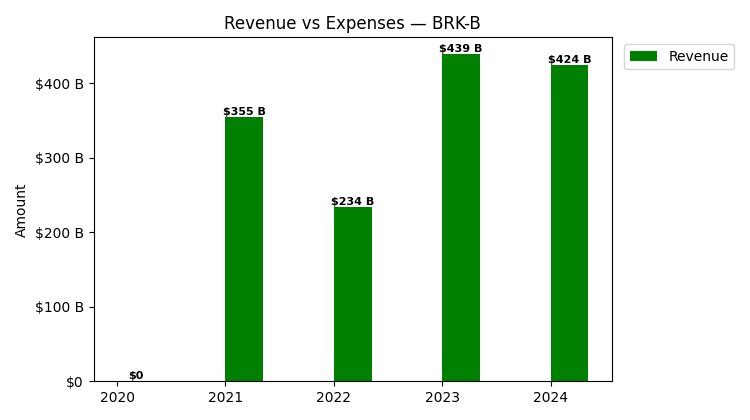 Revenue vs Expenses — BRK-B
Revenue
Amount
$400 B
$300 B
$200 B
$100 B
$0
$0
$355 B
$234 B
$439 B
$424 B
2020 2021 2022 2023 2024